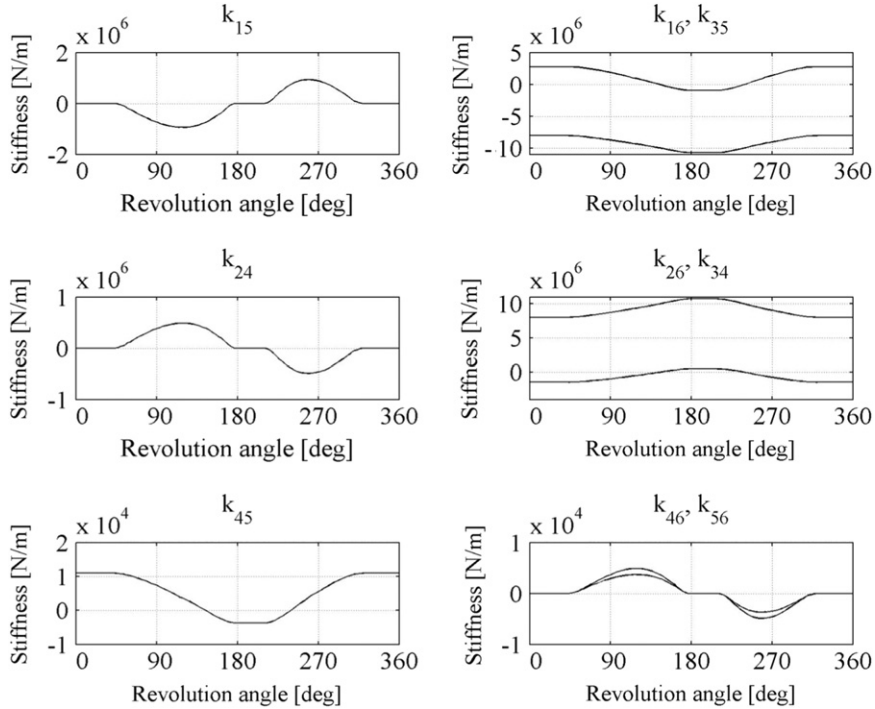 k15
x 10^6
Stiffness [N/m]
2
0
-2
0 90 180 270 360
Revolution angle [deg]
k16, k35
x 10^6
Stiffness [N/m]
5
0
-5
-10
0 90 180 270 360
Revolution angle [deg]
k24
x 10^6
Stiffness [N/m]
1
0
-1
0 90 180 270 360
Revolution angle [deg]
k26, k34
x 10^6
Stiffness [N/m]
10
5
0
0 90 180 270 360
Revolution angle [deg]
k45
x 10^4
Stiffness [N/m]
2
1
0
-1
0 90 180 270 360
Revolution angle [deg]
k46, k56
x 10^4
Stiffness [N/m]
1
0
-1
0 90 180 270 360
Revolution angle [deg]